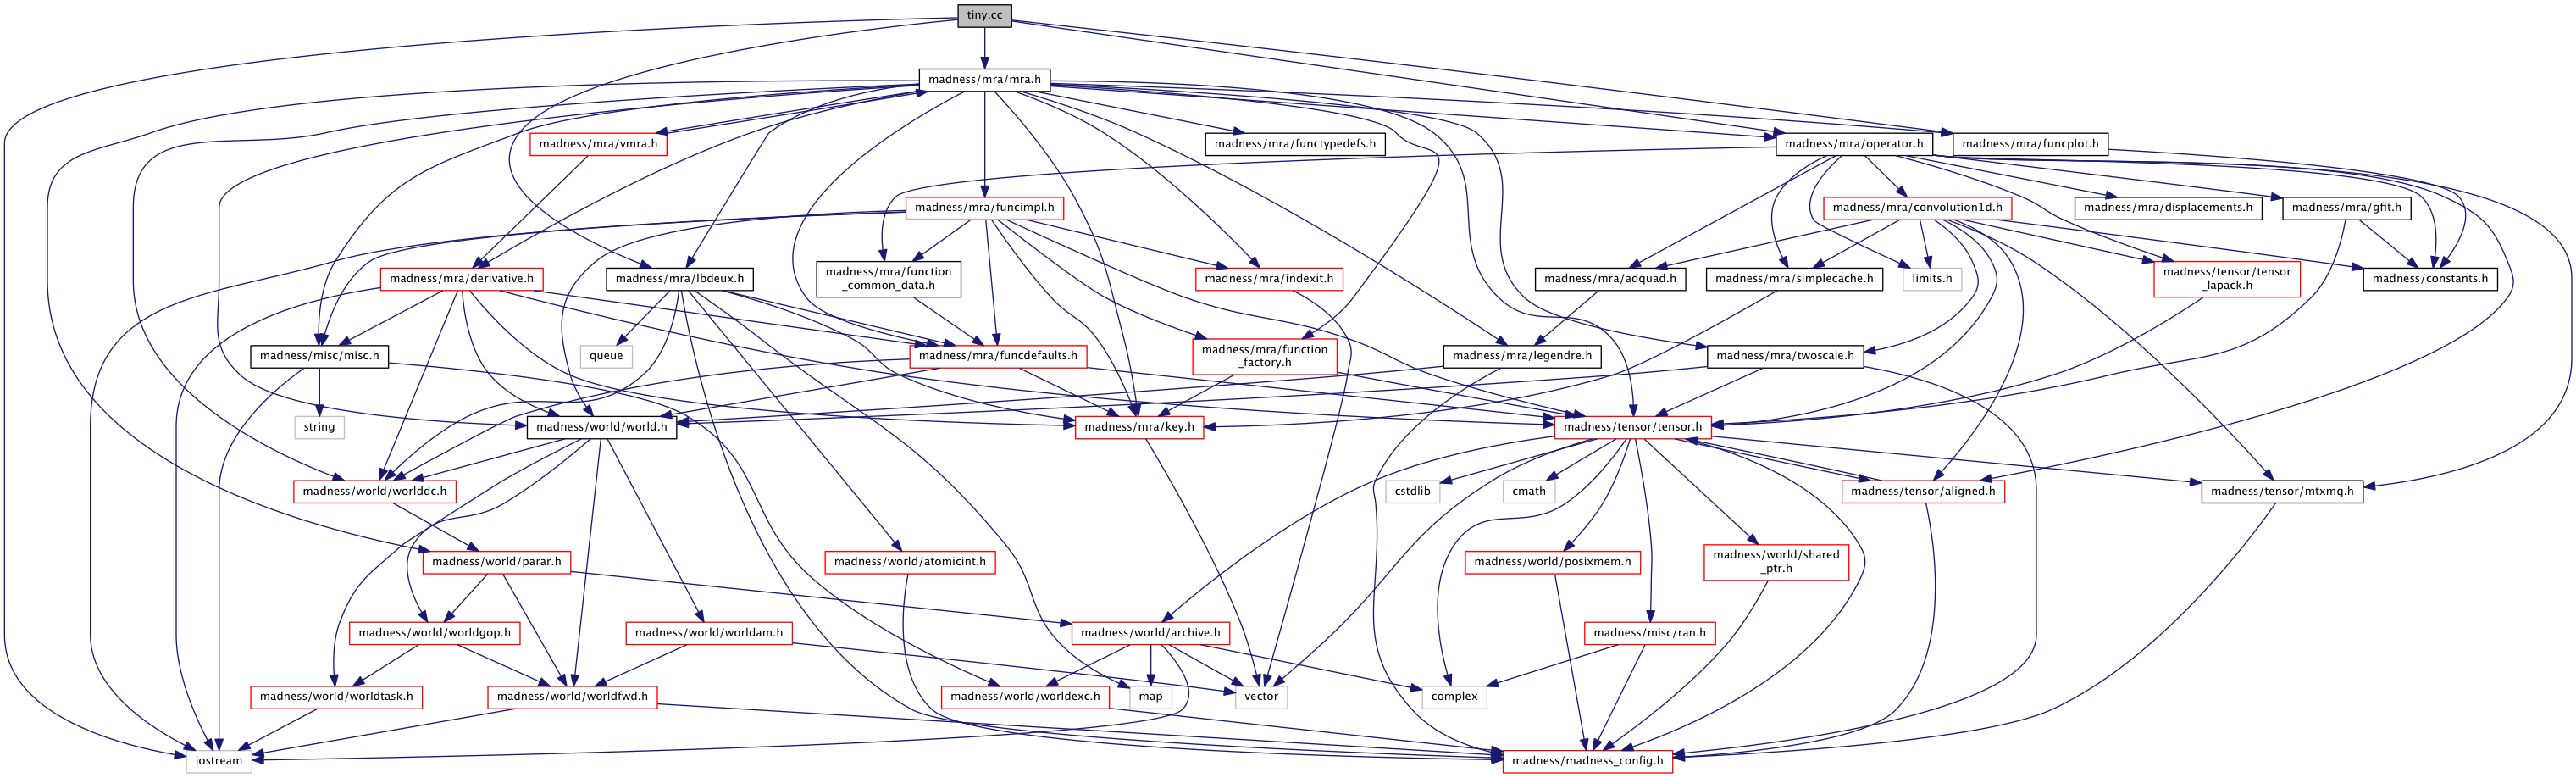 tiny.cc
madness/mra/mra.h
madness/mra/vmra.h
madness/mra/functypedefs.h
madness/mra/operator.h
madness/mra/funcplot.h
madness/mra/funcimpl.h
madness/mra/convolution1d.h
madness/mra/displacements.h
madness/mra/gfit.h
madness/mra/derivative.h
madness/mra/lbdeux.h
madness/mra/function
_common_data.h
madness/mra/indexit.h
madness/mra/adquad.h
madness/mra/simplecache.h
limits.h
madness/tensor/tensor
_lapack.h
madness/constants.h
madness/misc/misc.h
queue
madness/mra/funcdefaults.h
madness/mra/function
_factory.h
madness/mra/legendre.h
madness/mra/twoscale.h
string
madness/world/world.h
madness/mra/key.h
madness/tensor/tensor.h
madness/world/worlddc.h
cstdlib
cmath
madness/tensor/aligned.h
madness/tensor/mtxmq.h
madness/world/parar.h
madness/world/atomicint.h
madness/world/posixmem.h
madness/world/shared
_ptr.h
madness/world/worldgop.h
madness/world/worldam.h
madness/world/archive.h
madness/misc/ran.h
madness/world/worldtask.h
madness/world/worldfwd.h
madness/world/worldexc.h
map
vector
complex
iostream
madness/madness_config.h